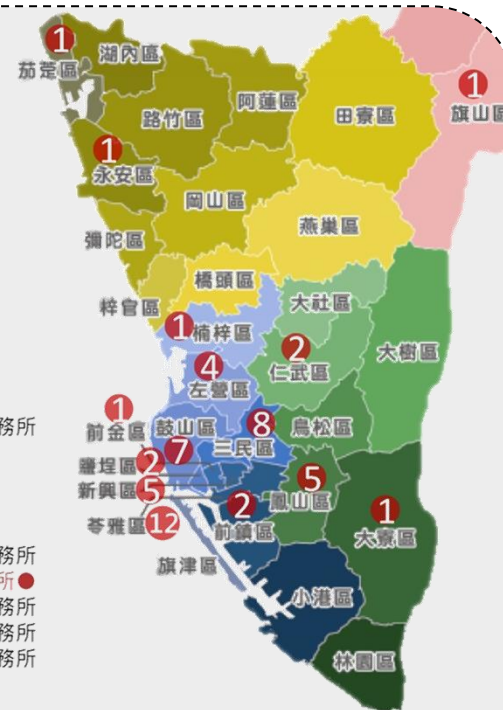 1
茄萣區
湖內區
路竹區
阿蓮區
田寮區
1
旗山區
1
永安區
岡山區
燕巢區
彌陀區
橋頭區
梓官區
大社區
1 楠梓區
2
仁武區
大樹區
4
左營區
1
前金區
鼓山區
7
8
三民區
鳥松區
鹽埕區 2
新興區 5
苓雅區 12
5
鳳山區
2
前鎮區
1
大寮區
旗津區
小港區
林園區
務所
務所
所●
務所
務所
務所